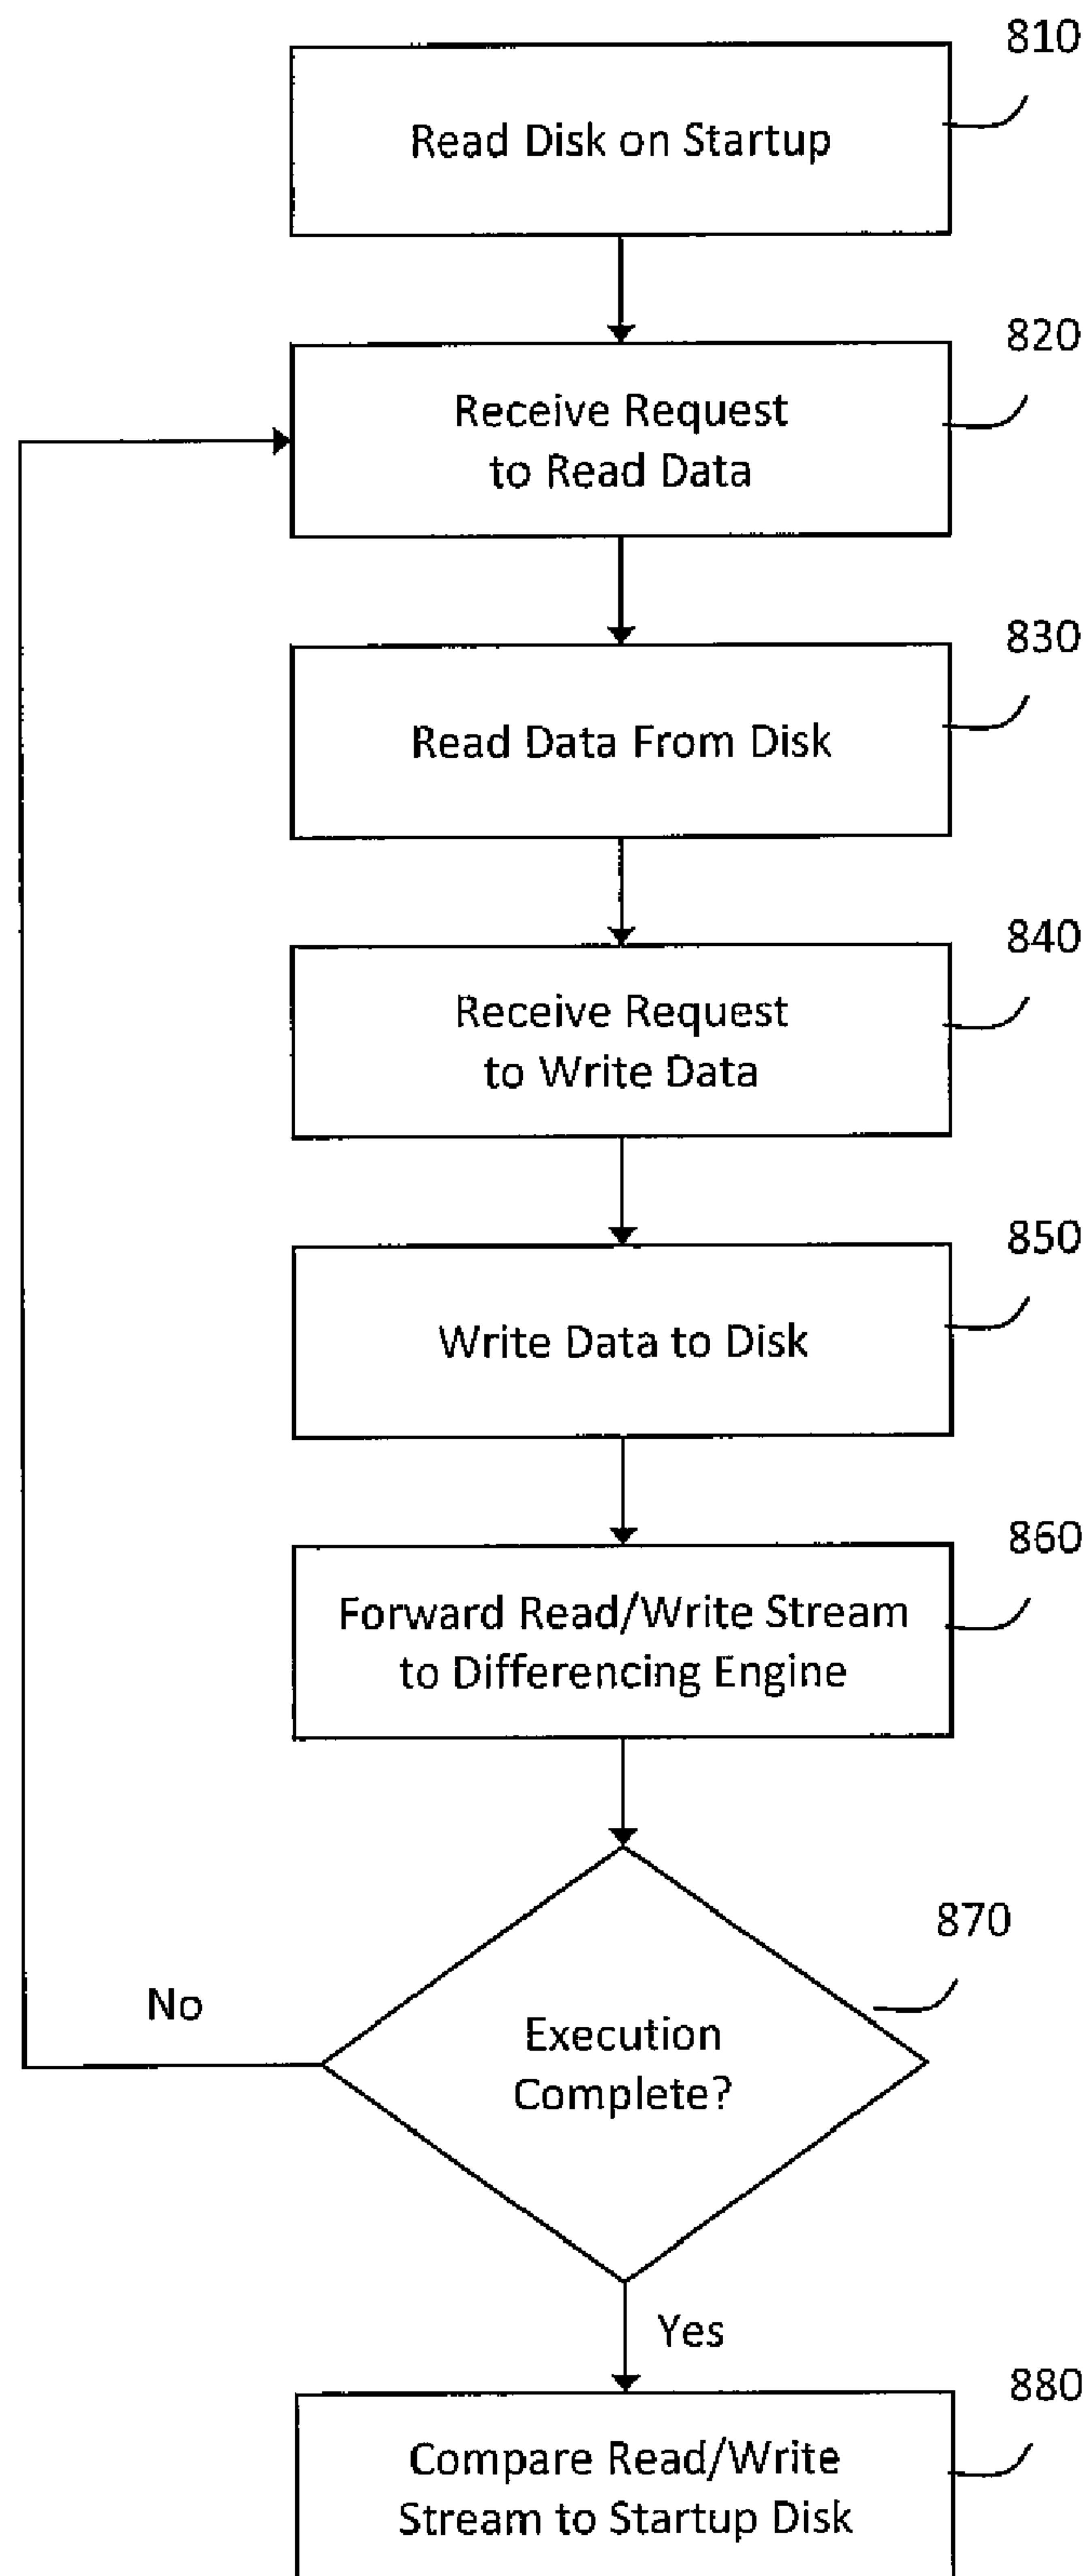 810
Read Disk on Startup
820
Receive Request
to Read Data
830
Read Data From Disk
840
Receive Request
to Write Data
850
Write Data to Disk
860
Forward Read/Write Stream
to Differencing Engine
870
No
Execution
Complete?
Yes
880
Compare Read/Write
Stream to Startup Disk